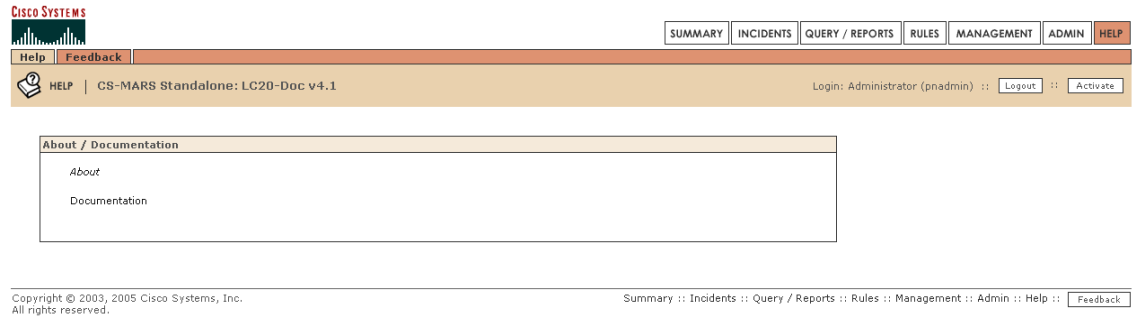 CISCO SYSTEMS
SUMMARY INCIDENTS QUERY / REPORTS RULES MANAGEMENT ADMIN HELP
Help Feedback
HELP | CS-MARS Standalone: LC20-Doc v4.1 Login: Administrator (pnadmin) :: Logout :: Activate
About / Documentation
About
Documentation
Copyright © 2003, 2005 Cisco Systems, Inc. Summary :: Incidents :: Query / Reports :: Rules :: Management :: Admin :: Help :: Feedback
All rights reserved.